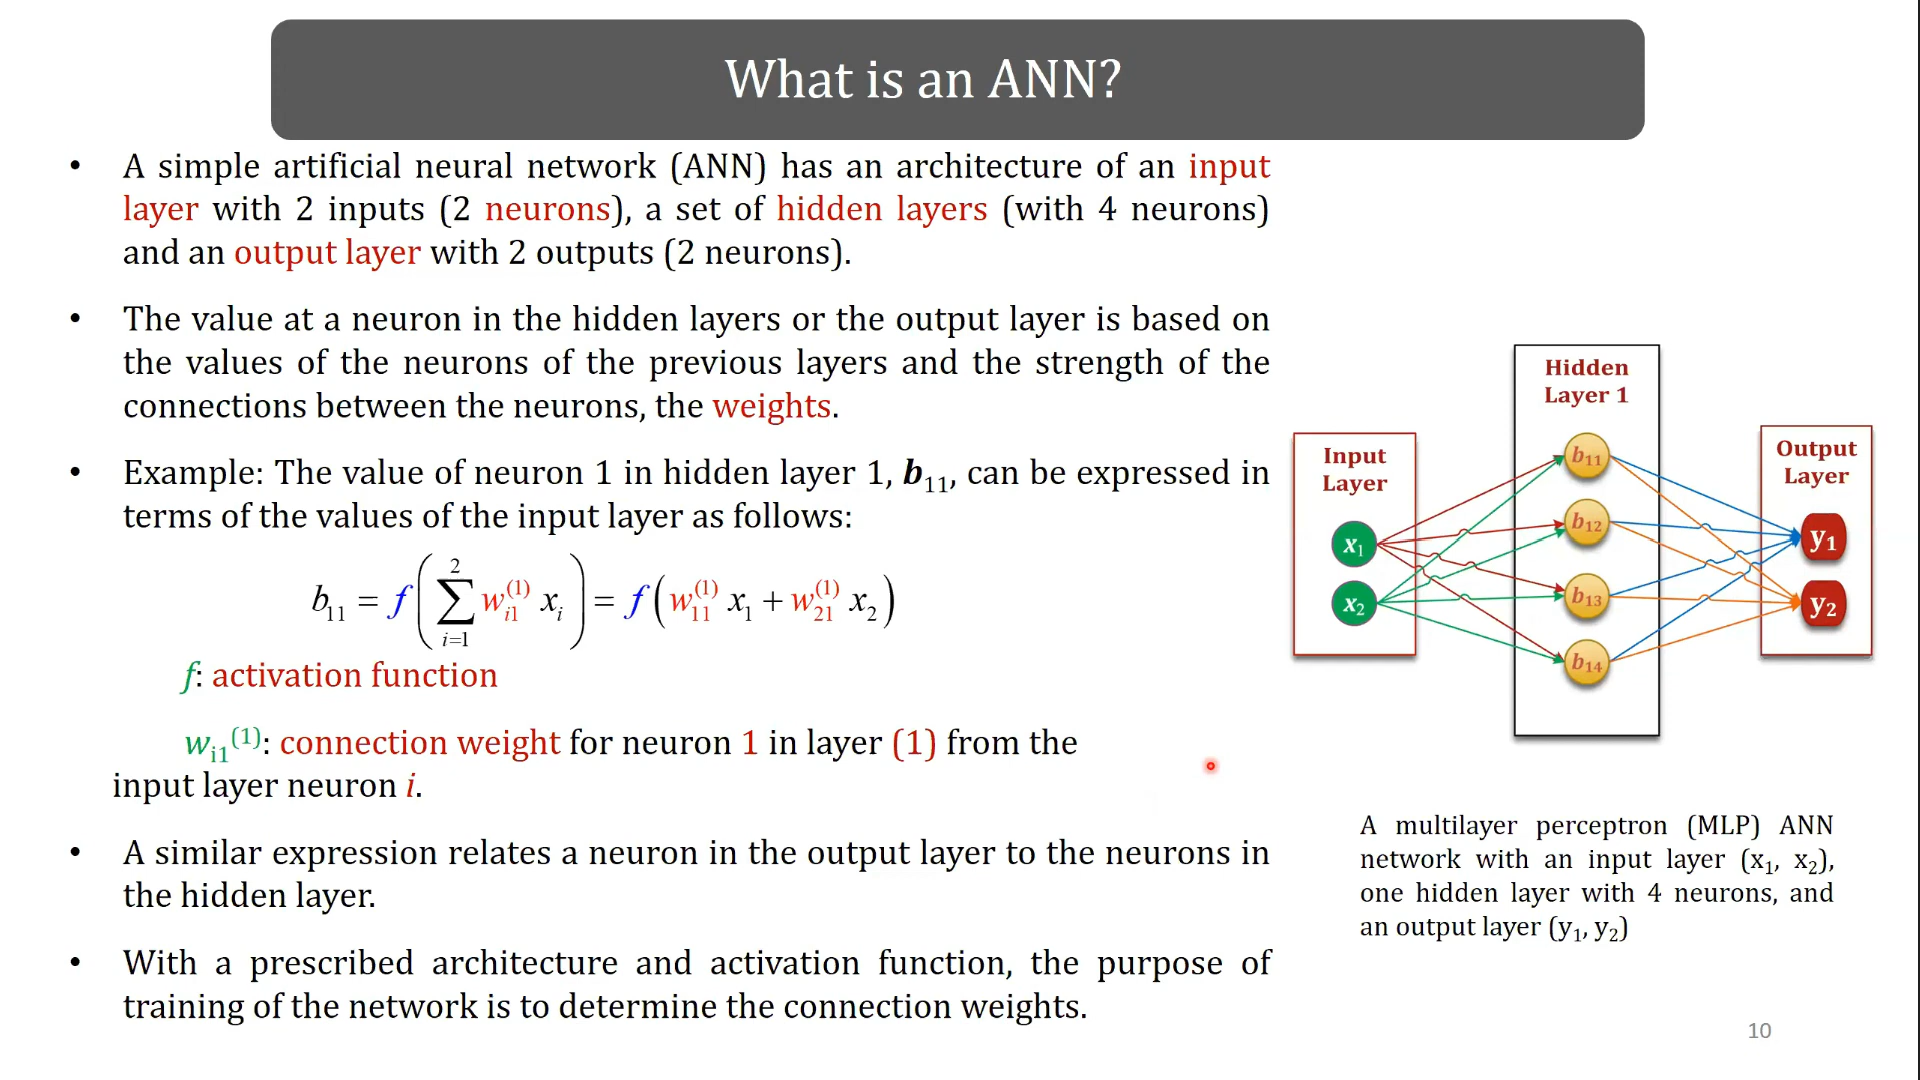 What is an ANN?
• A simple artificial neural network (ANN) has an architecture of an input
layer with 2 inputs (2 neurons), a set of hidden layers (with 4 neurons)
and an output layer with 2 outputs (2 neurons).
• The value at a neuron in the hidden layers or the output layer is based on
the values of the neurons of the previous layers and the strength of the
connections between the neurons, the weights.
• Example: The value of neuron 1 in hidden layer 1, b₁₁, can be expressed in
terms of the values of the input layer as follows:
b₁₁ = f(∑_{i=1}^{2} w_{i1}^{(1)} x_i) = f(w_{11}^{(1)} x_1 + w_{21}^{(1)} x_2)
f: activation function
w_{i1}^{(1)}: connection weight for neuron 1 in layer (1) from the
input layer neuron i.
• A similar expression relates a neuron in the output layer to the neurons in
the hidden layer.
• With a prescribed architecture and activation function, the purpose of
training of the network is to determine the connection weights.
Input
Layer
x₁
x₂
Hidden
Layer 1
b₁₁
b₁₂
b₁₃
b₁₄
Output
Layer
y₁
y₂
A multilayer perceptron (MLP) ANN
network with an input layer (x₁, x₂),
one hidden layer with 4 neurons, and
an output layer (y₁, y₂)
10